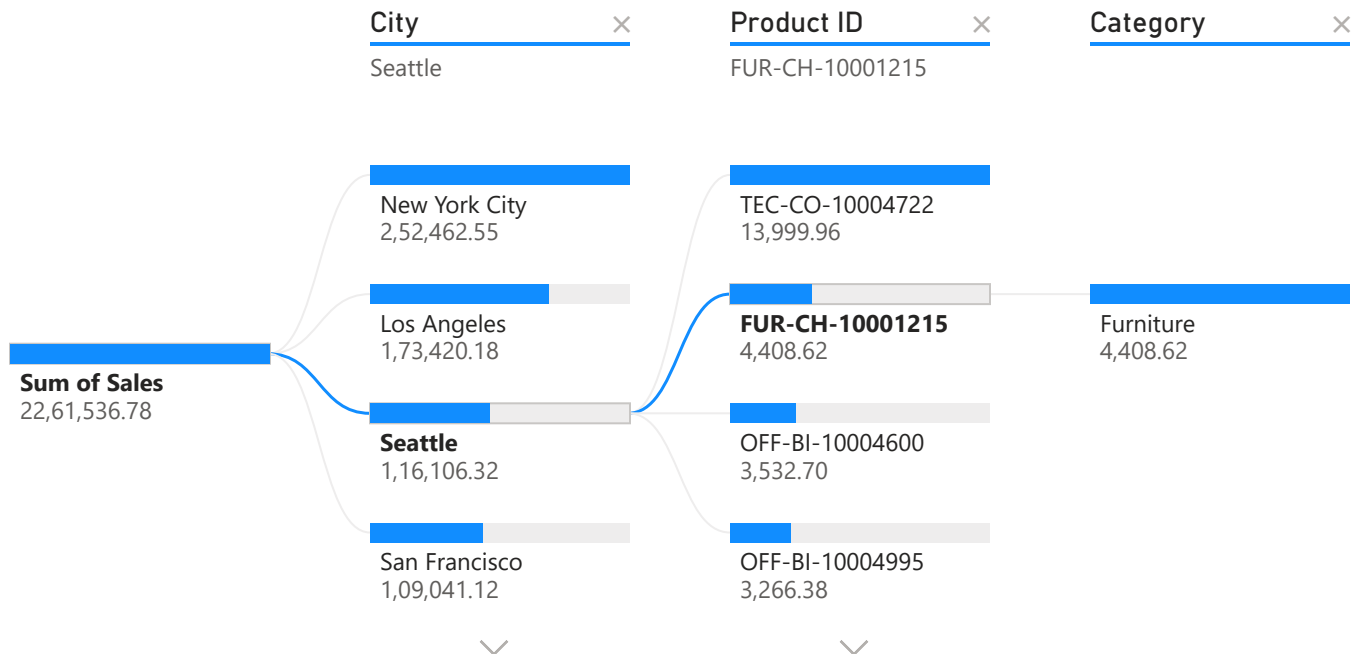 City
Seattle
Product ID
FUR-CH-10001215
Category
Sum of Sales
22,61,536.78
New York City
2,52,462.55
Los Angeles
1,73,420.18
Seattle
1,16,106.32
San Francisco
1,09,041.12
TEC-CO-10004722
13,999.96
FUR-CH-10001215
4,408.62
OFF-BI-10004600
3,532.70
OFF-BI-10004995
3,266.38
Furniture
4,408.62